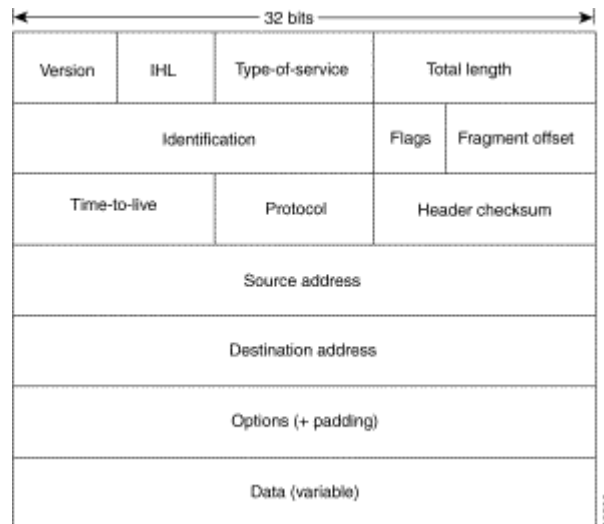 32 bits
Version IHL Type-of-service Total length
Identification Flags Fragment offset
Time-to-live Protocol Header checksum
Source address
Destination address
Options (+ padding)
Data (variable)